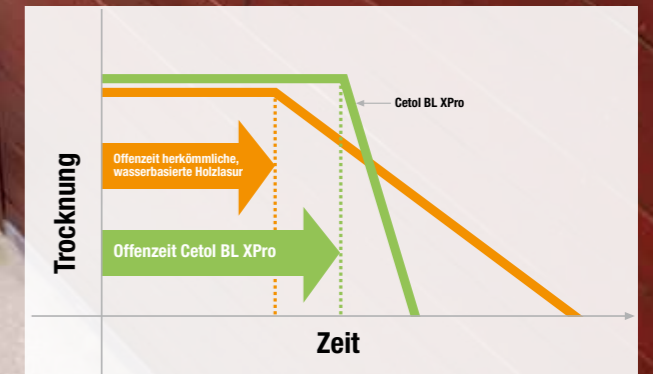 Cetol BL XPro
Offenzeit herkömmliche,
wasserbasierte Holzlasur
Offenzeit Cetol BL XPro
Trocknung
Zeit